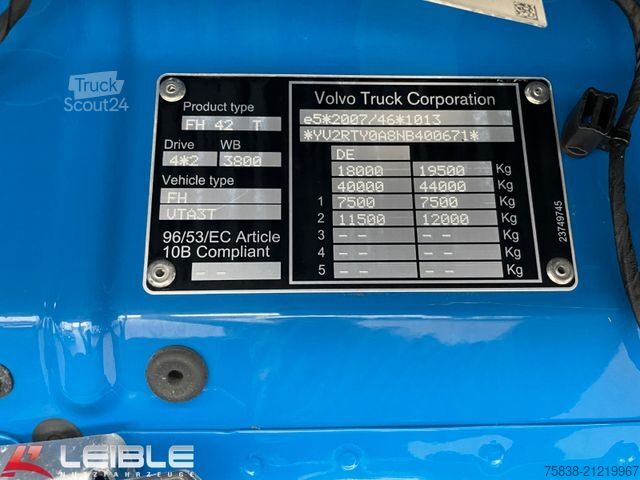 Truck
Scout24
Product type
FH 42 T
Drive WB
4*2 3800
Vehicle type
FH
VTA3T
96/53/EC Article
10B Compliant
- -
Volvo Truck Corporation
e5*2007/46*1013
*YV2RTY0A8NB400671*
DE
18000 19500 Kg
40000 44000 Kg
1 7500 7500 Kg
2 11500 12000 Kg
3 - - - - Kg
4 - - - - Kg
5 - - - - Kg
23749745
LEIBLE
NUTZFAHRZEUGE
75838-21219967